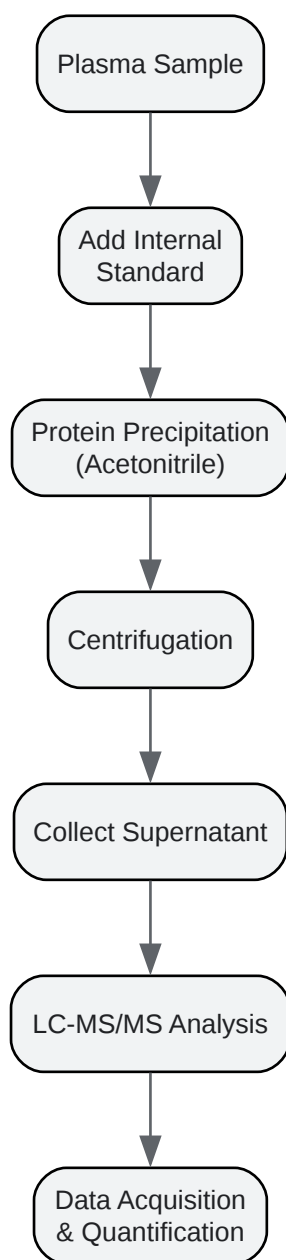 Plasma Sample
Add Internal
Standard
Protein Precipitation
(Acetonitrile)
Centrifugation
Collect Supernatant
LC-MS/MS Analysis
Data Acquisition
& Quantification